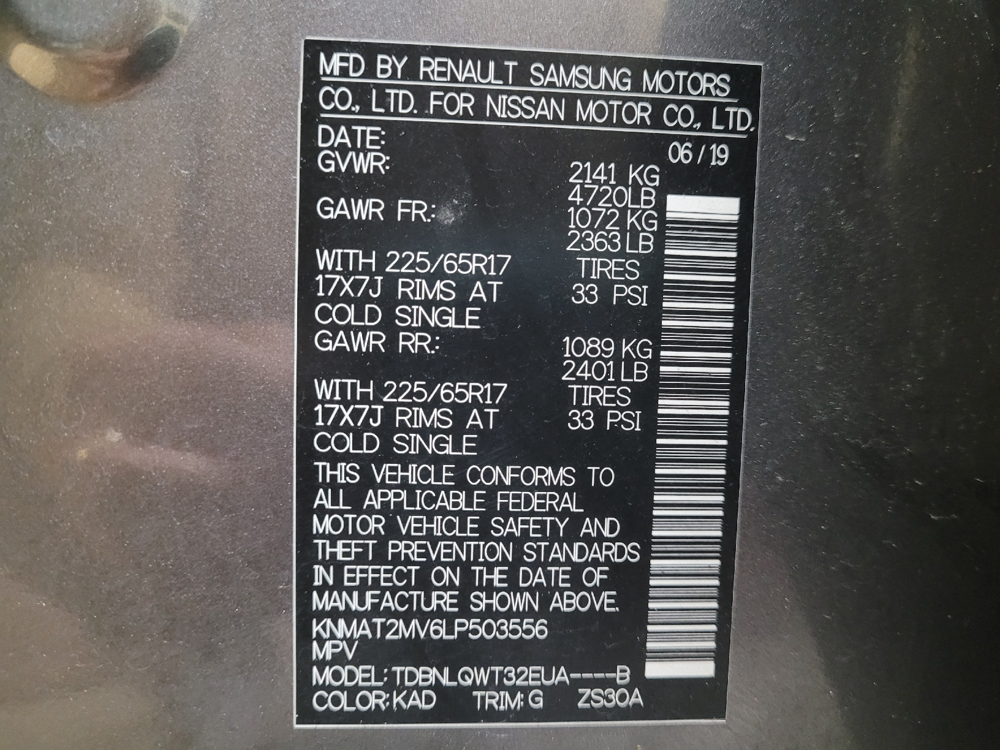 MFD BY RENAULT SAMSUNG MOTORS
CO., LTD. FOR NISSAN MOTOR CO., LTD.
DATE: 06 / 19
GVWR: 2141 KG
4720LB
GAWR FR.: 1072 KG
2363 LB
WITH 225/65R17 TIRES
17X7J RIMS AT 33 PSI
COLD SINGLE
GAWR RR.: 1089 KG
2401 LB
WITH 225/65R17 TIRES
17X7J RIMS AT 33 PSI
COLD SINGLE
THIS VEHICLE CONFORMS TO
ALL APPLICABLE FEDERAL
MOTOR VEHICLE SAFETY AND
THEFT PREVENTION STANDARDS
IN EFFECT ON THE DATE OF
MANUFACTURE SHOWN ABOVE.
KNMAT2MV6LP503556
MPV
MODEL: TDBNLQWT32EUA----B
COLOR: KAD TRIM: G ZS30A